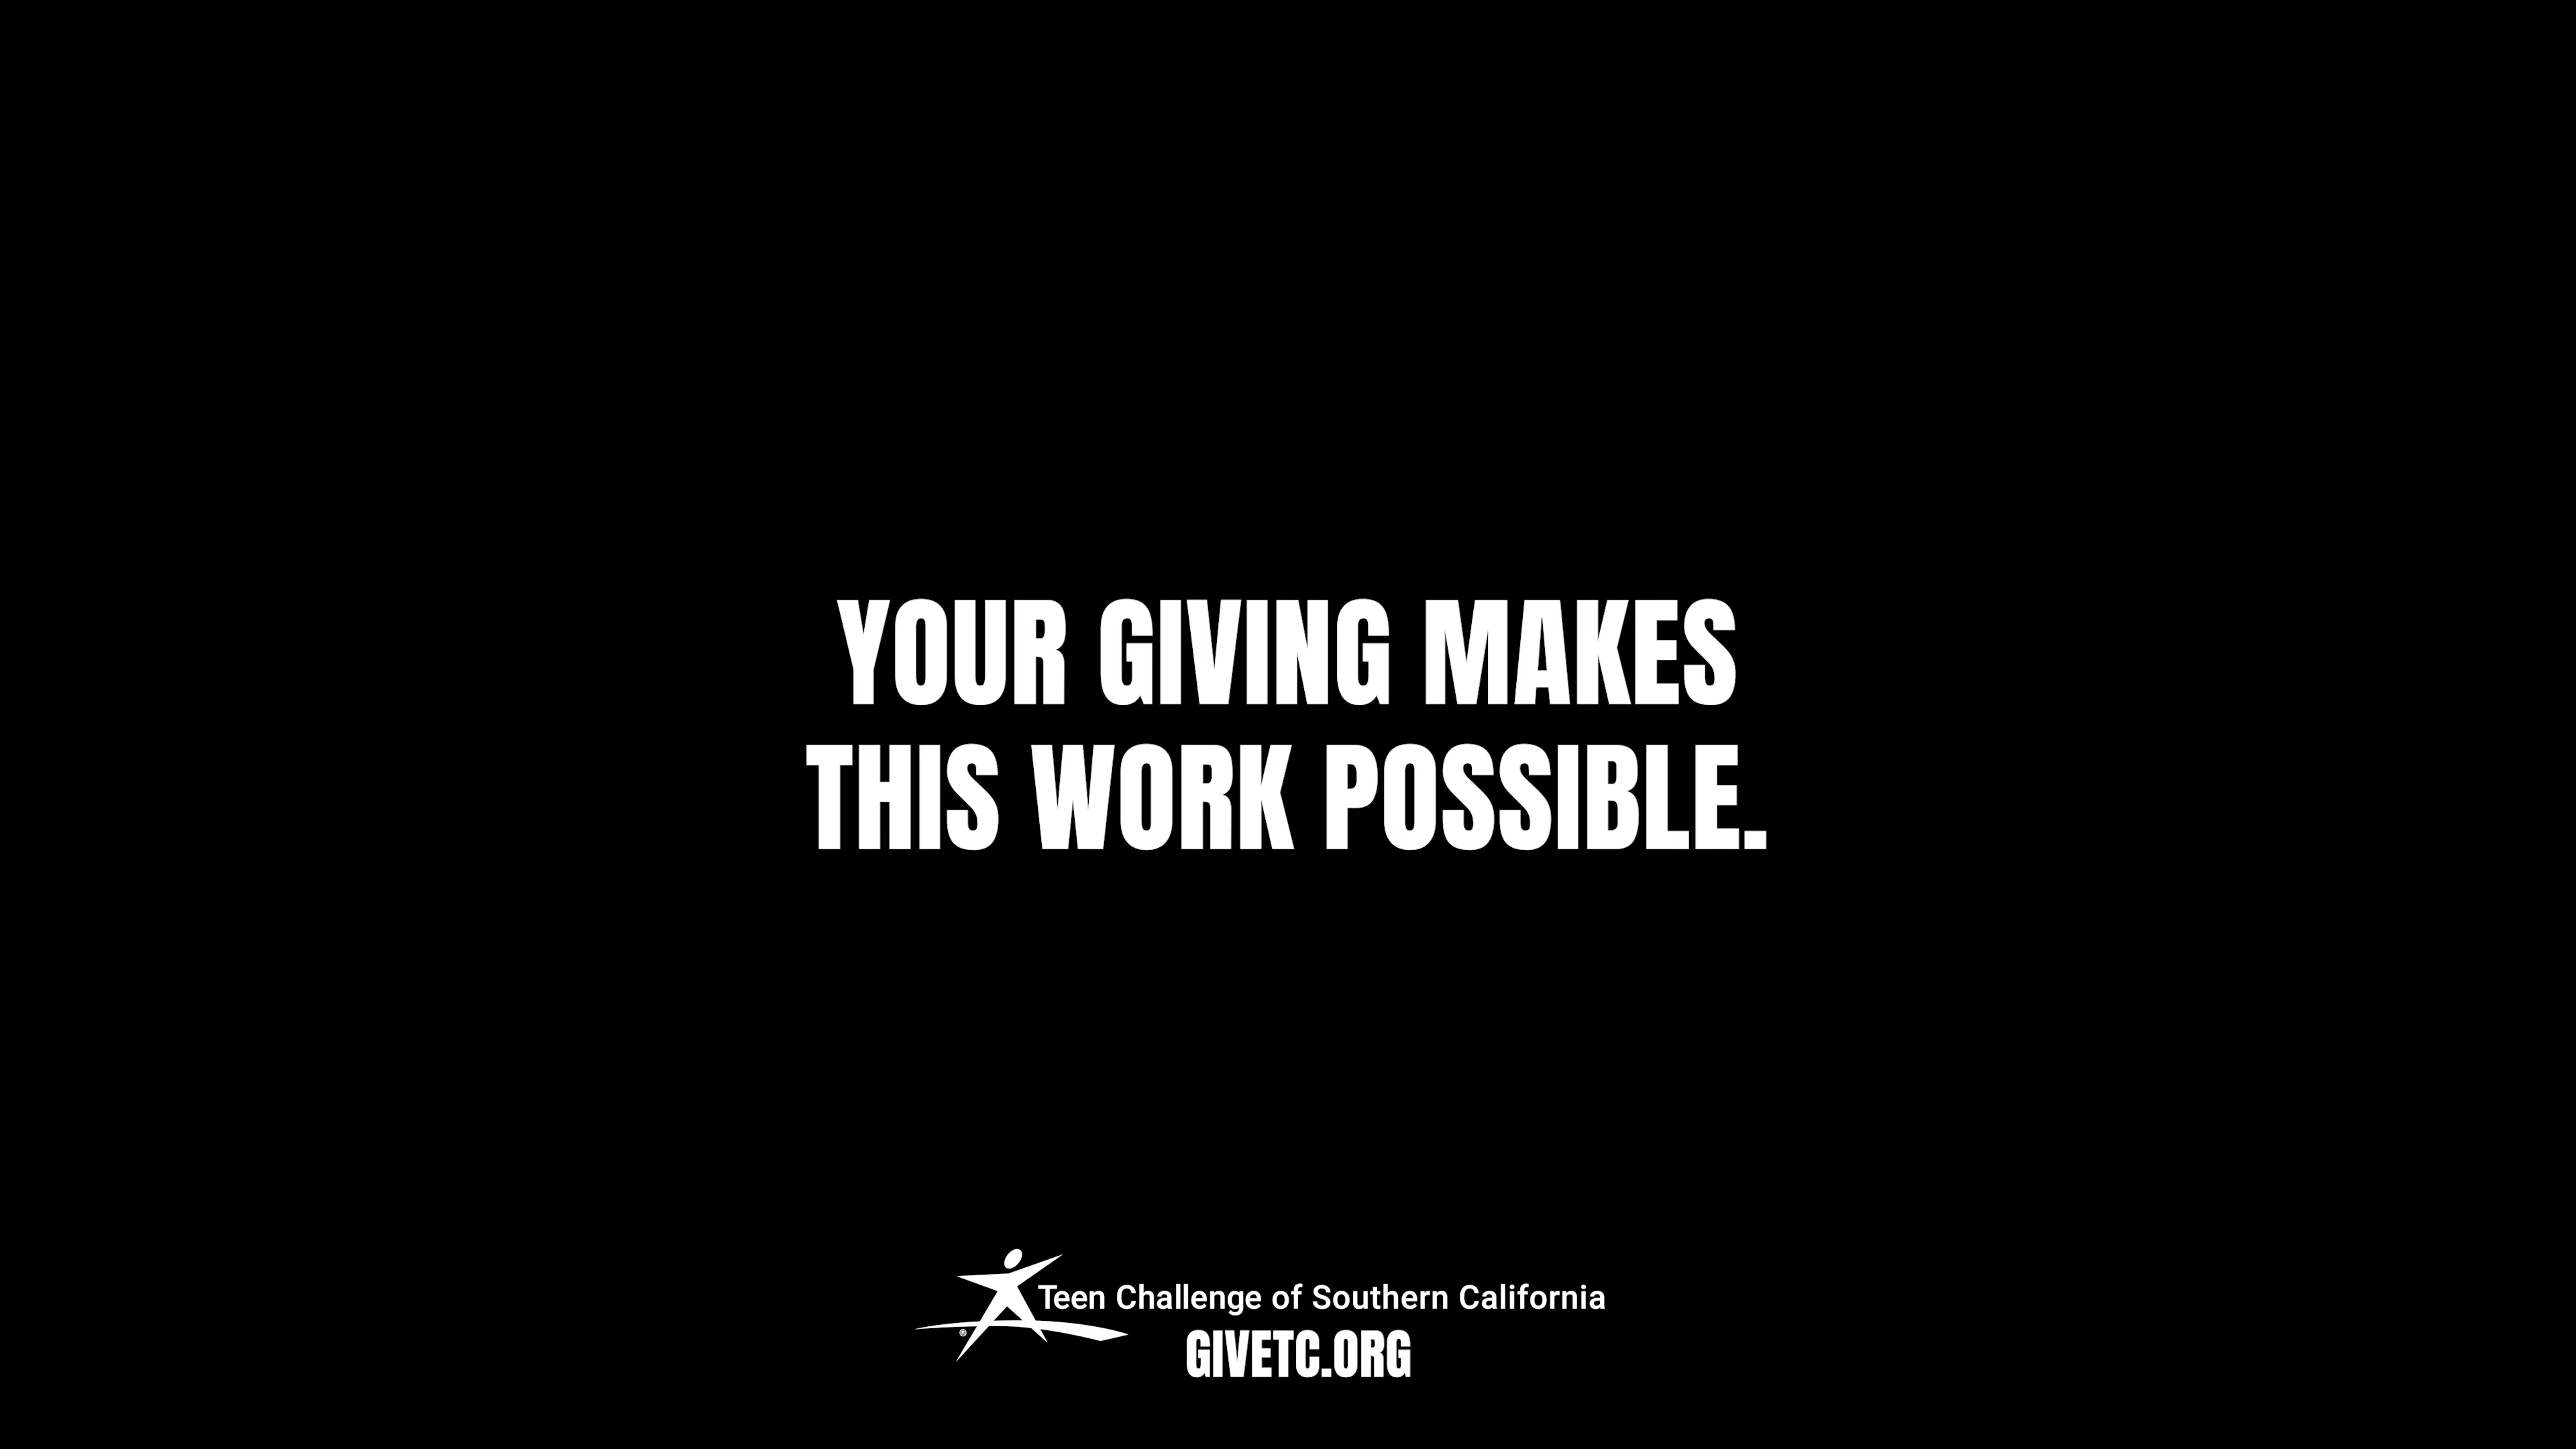 YOUR GIVING MAKES
THIS WORK POSSIBLE.
Teen Challenge of Southern California
®
GIVETC.ORG